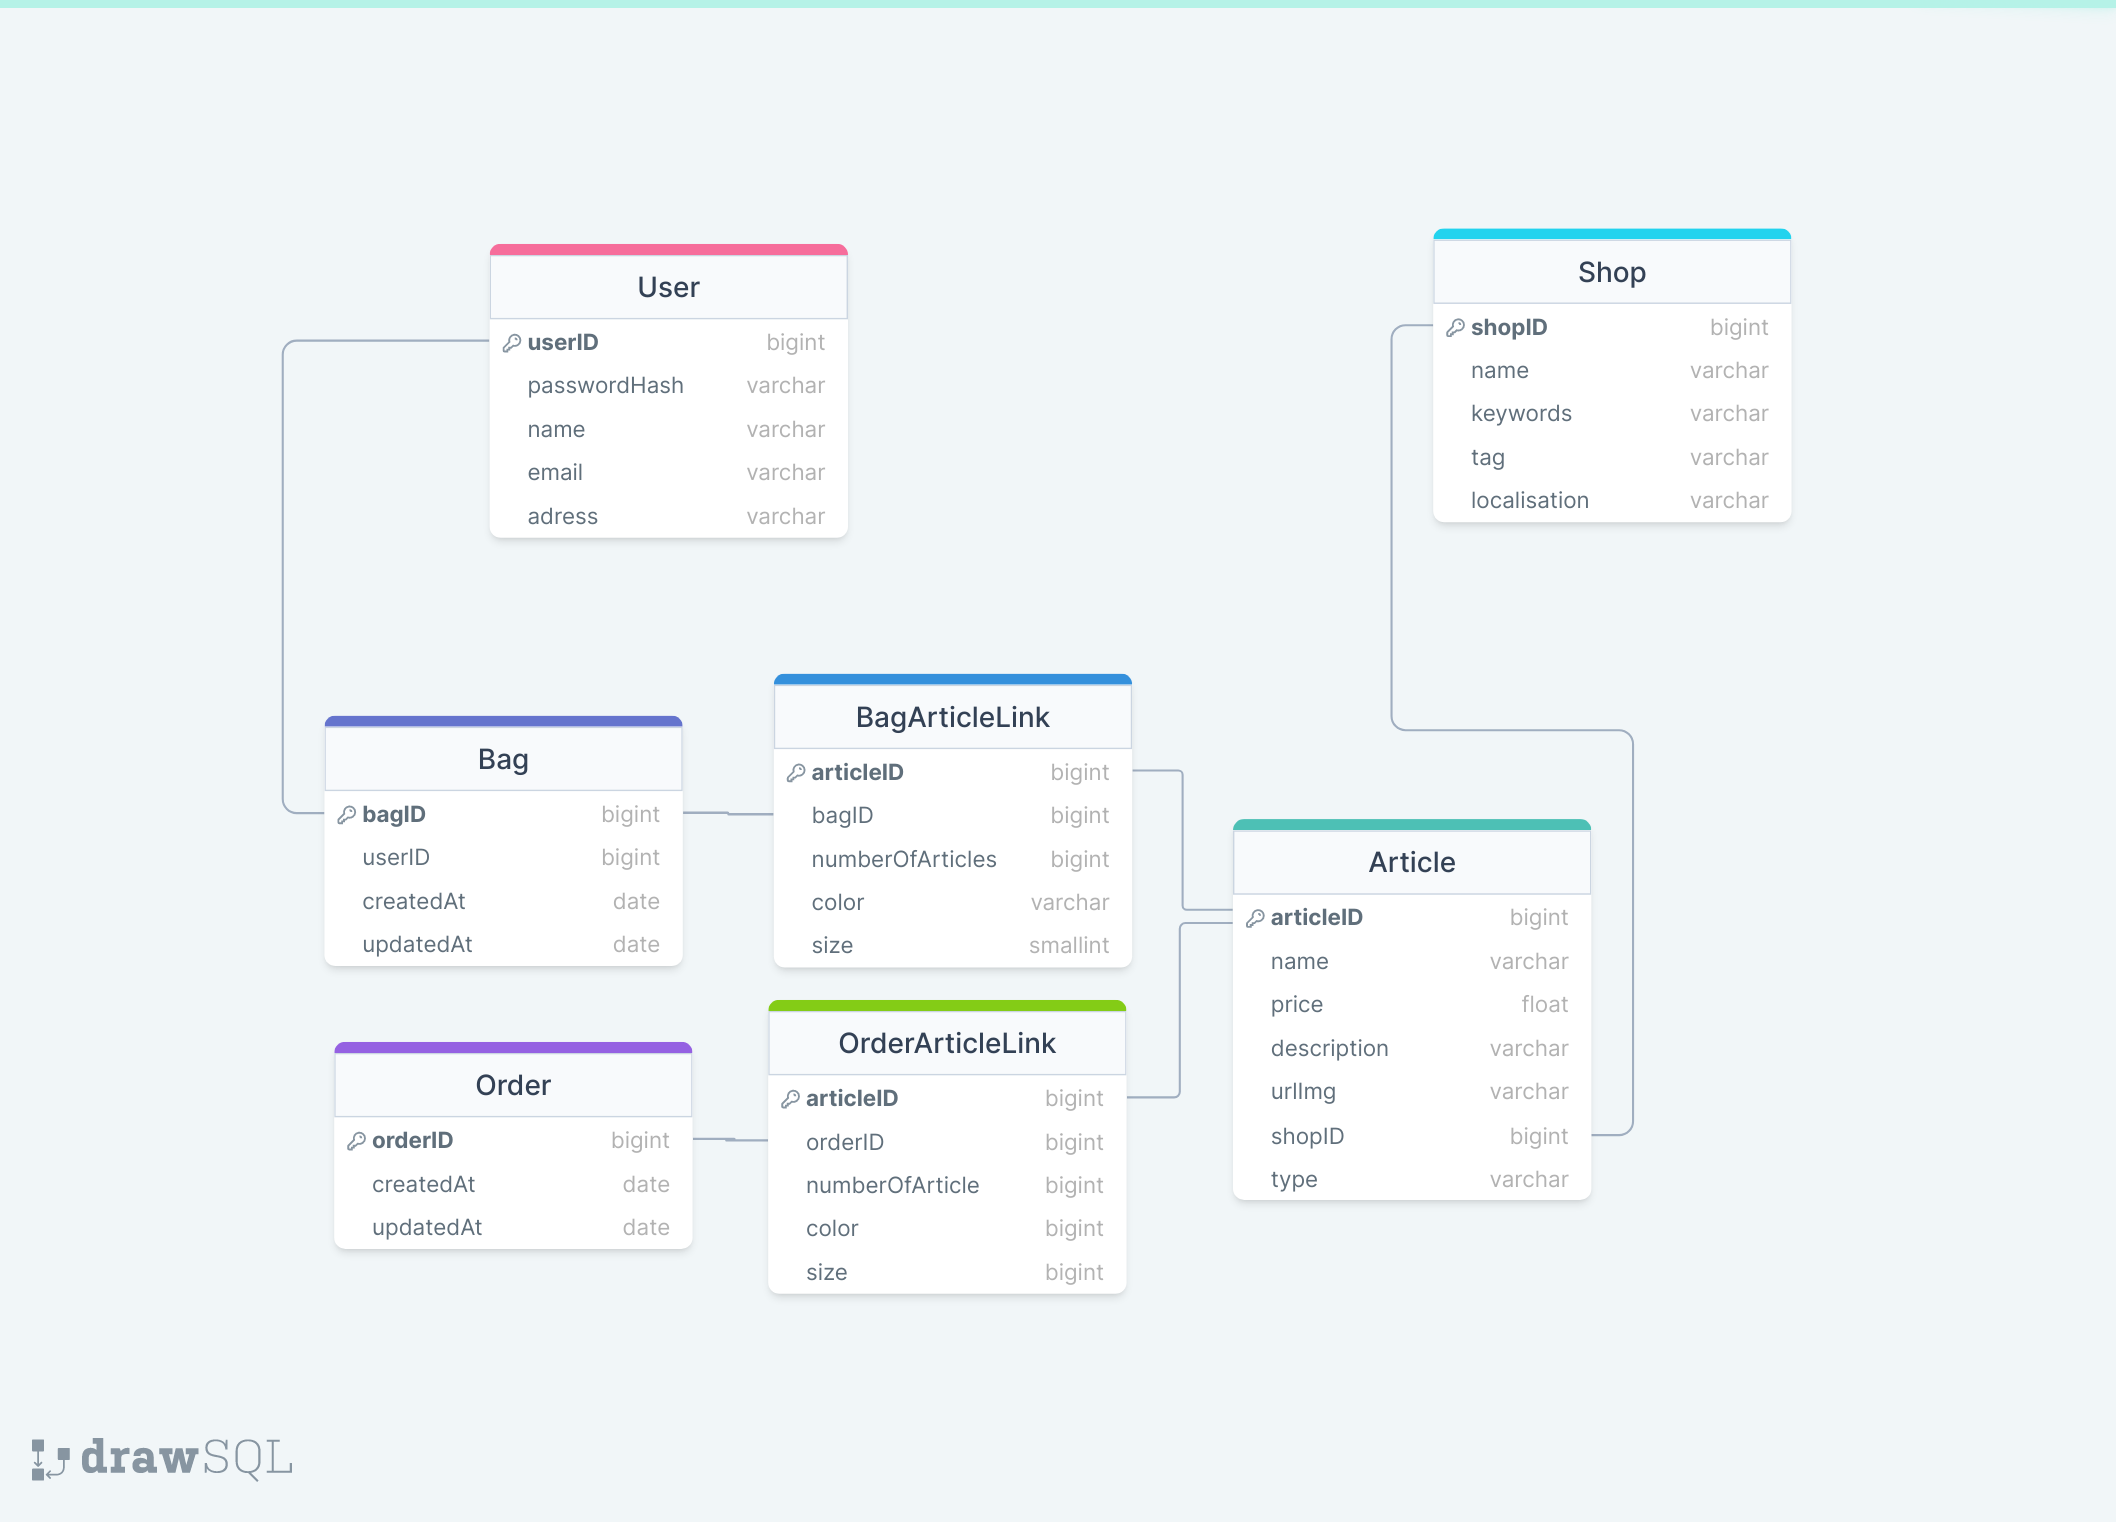 User
userID bigint
passwordHash varchar
name varchar
email varchar
adress varchar
Shop
shopID bigint
name varchar
keywords varchar
tag varchar
localisation varchar
Bag
bagID bigint
userID bigint
createdAt date
updatedAt date
BagArticleLink
articleID bigint
bagID bigint
numberOfArticles bigint
color varchar
size smallint
Article
articleID bigint
name varchar
price float
description varchar
urlImg varchar
shopID bigint
type varchar
Order
orderID bigint
createdAt date
updatedAt date
OrderArticleLink
articleID bigint
orderID bigint
numberOfArticle bigint
color bigint
size bigint
drawSQL